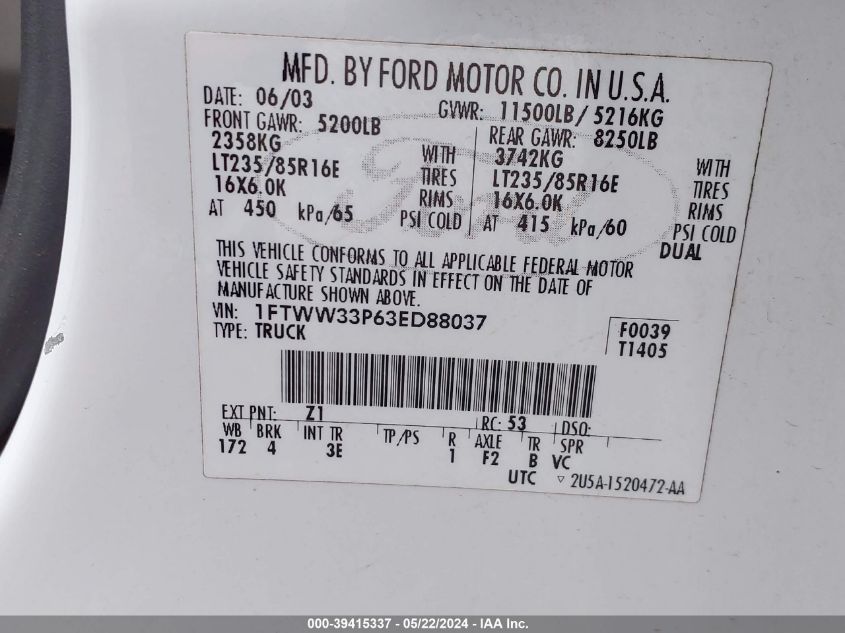 MFD. BY FORD MOTOR CO. IN U.S.A.
DATE: 06/03 GVWR: 11500LB/ 5216KG
FRONT GAWR: 5200LB REAR GAWR: 8250LB
2358KG WITH 3742KG WITH
LT235/85R16E TIRES LT235/85R16E TIRES
16X6.0K RIMS 16X6.0K RIMS
AT 450 kPa/65 PSI COLD AT 415 kPa/60 PSI COLD
DUAL
THIS VEHICLE CONFORMS TO ALL APPLICABLE FEDERAL MOTOR
VEHICLE SAFETY STANDARDS IN EFFECT ON THE DATE OF
MANUFACTURE SHOWN ABOVE.
VIN: 1FTWW33P63ED88037 F0039
TYPE: TRUCK T1405
EXT PNT: Z1 RC: 53 DSO:
WB BRK INT TR TP/PS R AXLE TR SPR
172 4 3E 1 F2 B VC
UTC ▽ 2U5A-1520472-AA
Ford
000-39415337 - 05/22/2024 - IAA Inc.